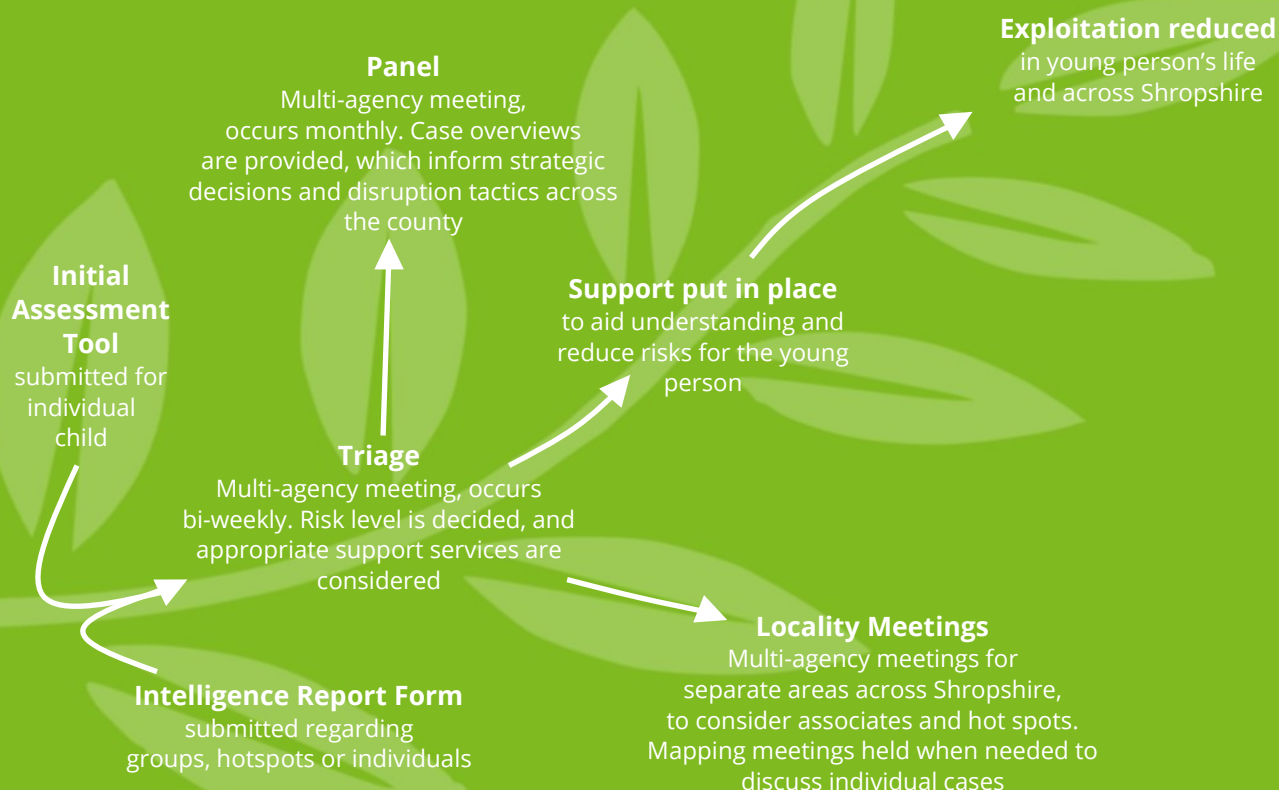 Exploitation reduced
in young person's life
and across Shropshire
Panel
Multi-agency meeting,
occurs monthly. Case overviews
are provided, which inform strategic
decisions and disruption tactics across
the county
Initial
Assessment
Tool
submitted for
individual
child
Support put in place
to aid understanding and
reduce risks for the young
person
Triage
Multi-agency meeting, occurs
bi-weekly. Risk level is decided, and
appropriate support services are
considered
Locality Meetings
Multi-agency meetings for
separate areas across Shropshire,
to consider associates and hot spots.
Mapping meetings held when needed to
discuss individual cases
Intelligence Report Form
submitted regarding
groups, hotspots or individuals